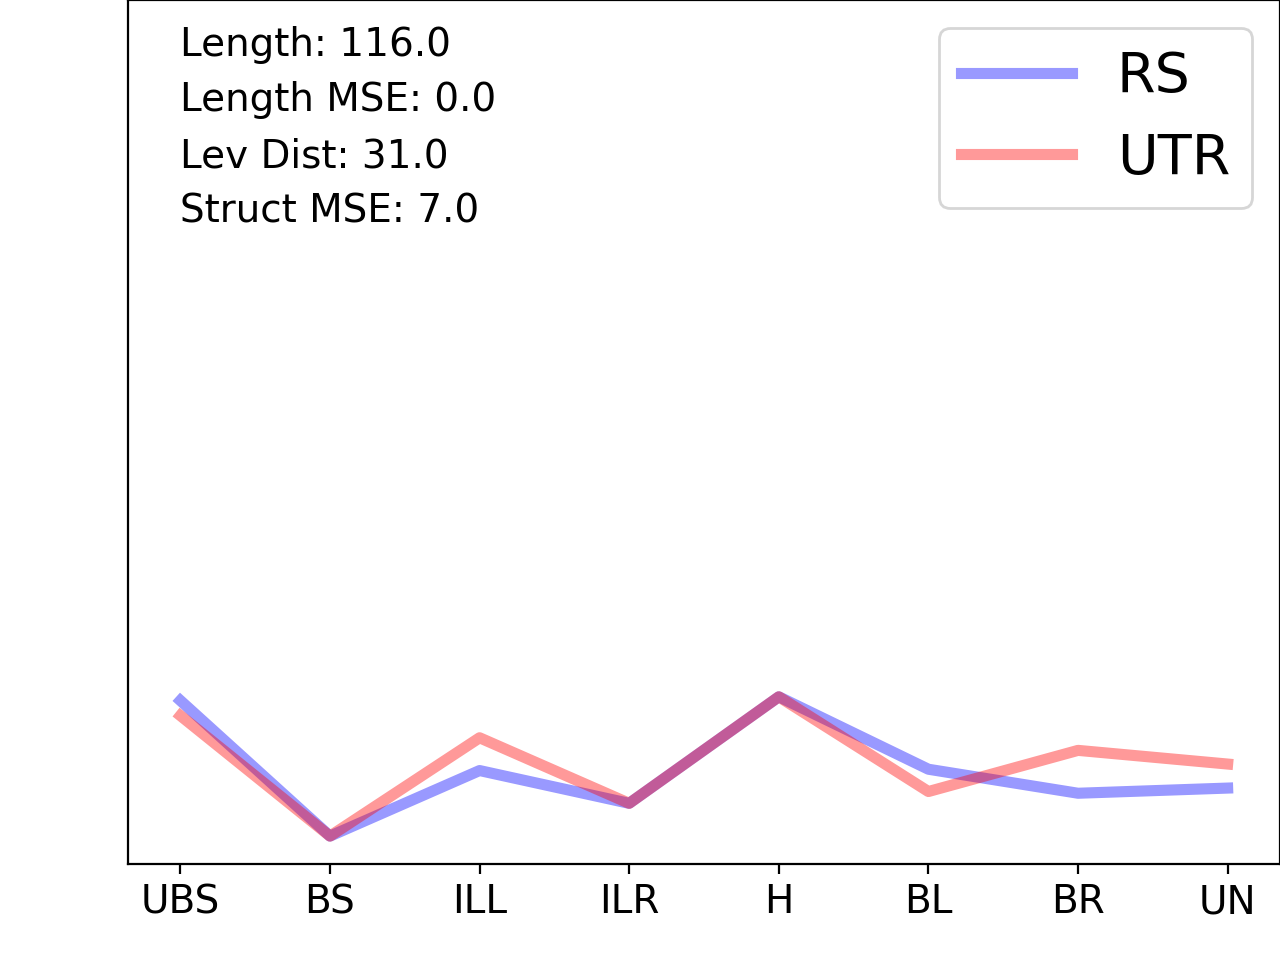 Length: 116.0
Length MSE: 0.0
Lev Dist: 31.0
Struct MSE: 7.0
RS
UTR
UBS BS ILL ILR H BL BR UN